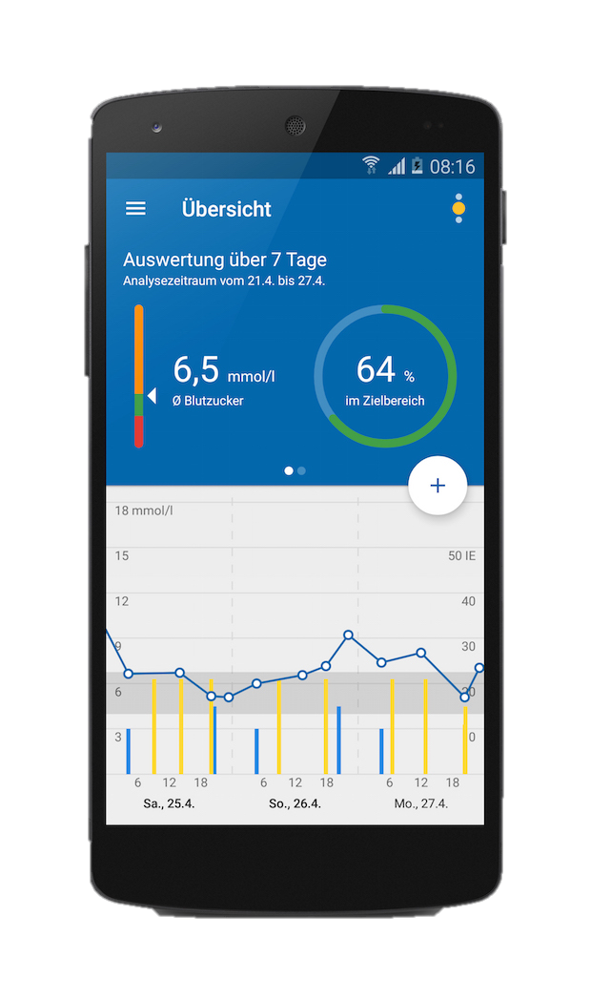 08:16
Übersicht
Auswertung über 7 Tage
Analysezeitraum vom 21.4. bis 27.4.
6,5 mmol/l
Ø Blutzucker
64 %
im Zielbereich
+
18 mmol/l
15 50 IE
12 40
9 30
6 20
3
6 12 18 6 12 18 6 12 18
Sa., 25.4. So., 26.4. Mo., 27.4.